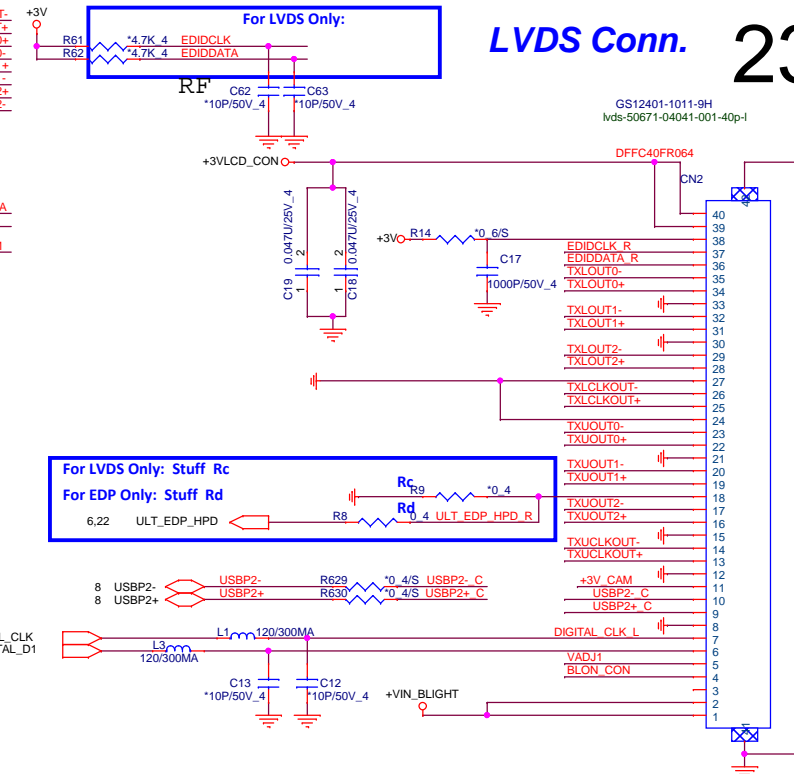 +3V
For LVDS Only:
R61 *4.7K_4 EDIDCLK
R62 *4.7K_4 EDIDDATA
RF
C62 C63
*10P/50V_4 *10P/50V_4
LVDS Conn.
GS12401-1011-9H
lvds-50671-04041-001-40p-l
+3VLCD_CON
DFFC40FR064
CN2
C19 1 2 0.047U/25V_4
C18 1 2 0.047U/25V_4
+3V R14 *0_6/S
C17
1000P/50V_4
40
39
38
EDIDCLK_R 37
EDIDDATA_R 36
TXLOUT0- 35
TXLOUT0+ 34
33
TXLOUT1- 32
TXLOUT1+ 31
30
TXLOUT2- 29
TXLOUT2+ 28
27
TXLCLKOUT- 26
TXLCLKOUT+ 25
24
TXUOUT0- 23
TXUOUT0+ 22
21
TXUOUT1- 20
TXUOUT1+ 19
18
TXUOUT2- 17
TXUOUT2+ 16
15
TXUCLKOUT- 14
TXUCLKOUT+ 13
12
+3V_CAM 11
USBP2-_C 10
USBP2+_C 9
8
DIGITAL_CLK_L 7
6
VADJ1 5
BLON_CON 4
3
2
1
For LVDS Only: Stuff Rc
For EDP Only: Stuff Rd
Rc
R9 *0_4
Rd
6,22 ULT_EDP_HPD R8 0_4 ULT_EDP_HPD_R
8 USBP2- USBP2- R629 *0_4/S USBP2-_C
8 USBP2+ USBP2+ R630 *0_4/S USBP2+_C
L_CLK L1 120/300MA
TAL_D1 L3
120/300MA
C13 C12
*10P/50V_4 *10P/50V_4
+VIN_BLIGHT